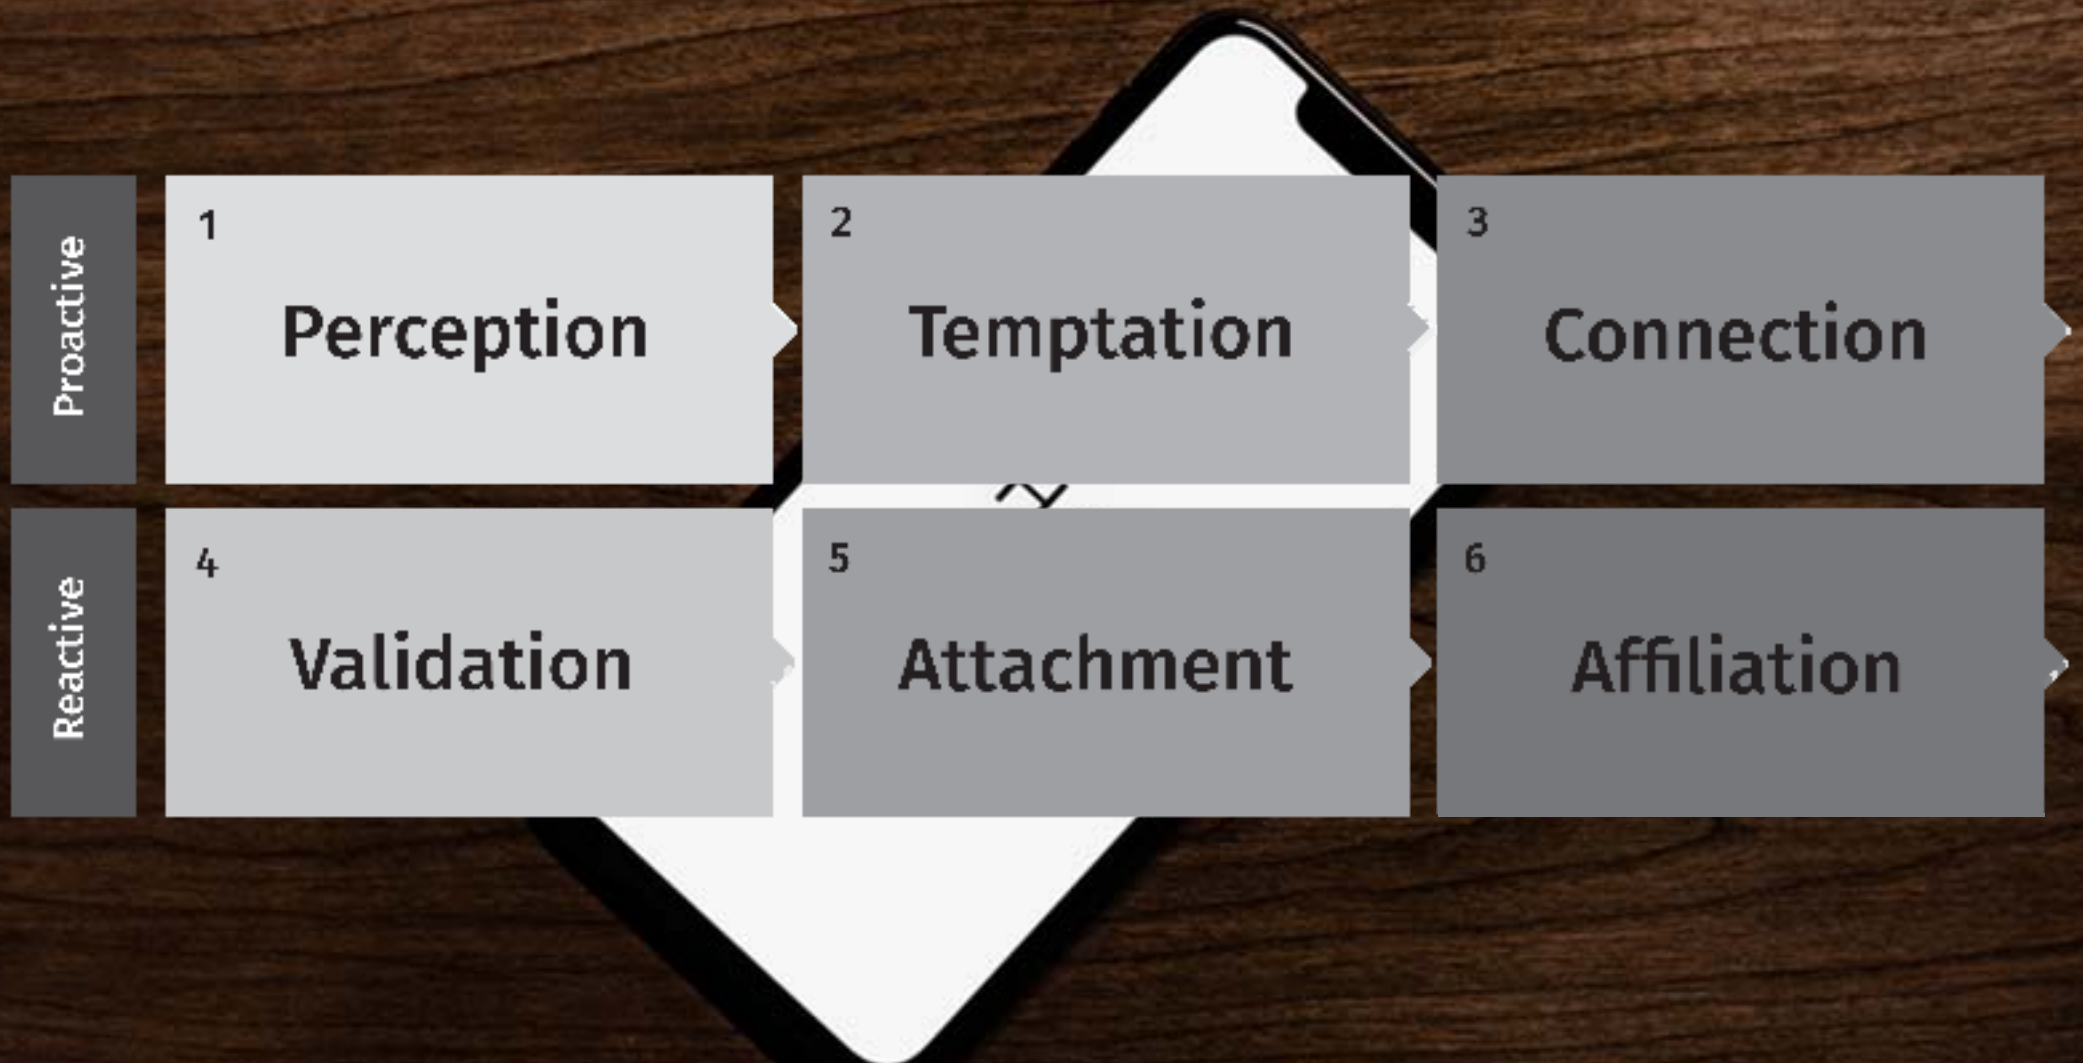 Proactive
1
Perception
2
Temptation
3
Connection
Reactive
4
Validation
5
Attachment
6
Affiliation